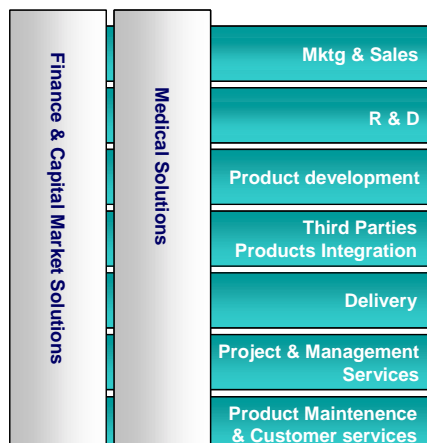 Finance & Capital Market Solutions
Medical Solutions
Mktg & Sales
R & D
Product development
Third Parties
Products Integration
Delivery
Project & Management
Services
Product Maintenence
& Customer services